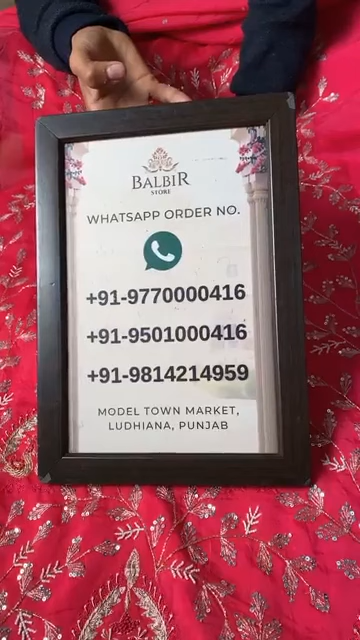 BALBIR
STORE
WHATSAPP ORDER NO.
+91-9770000416
+91-9501000416
+91-9814214959
MODEL TOWN MARKET,
LUDHIANA, PUNJAB